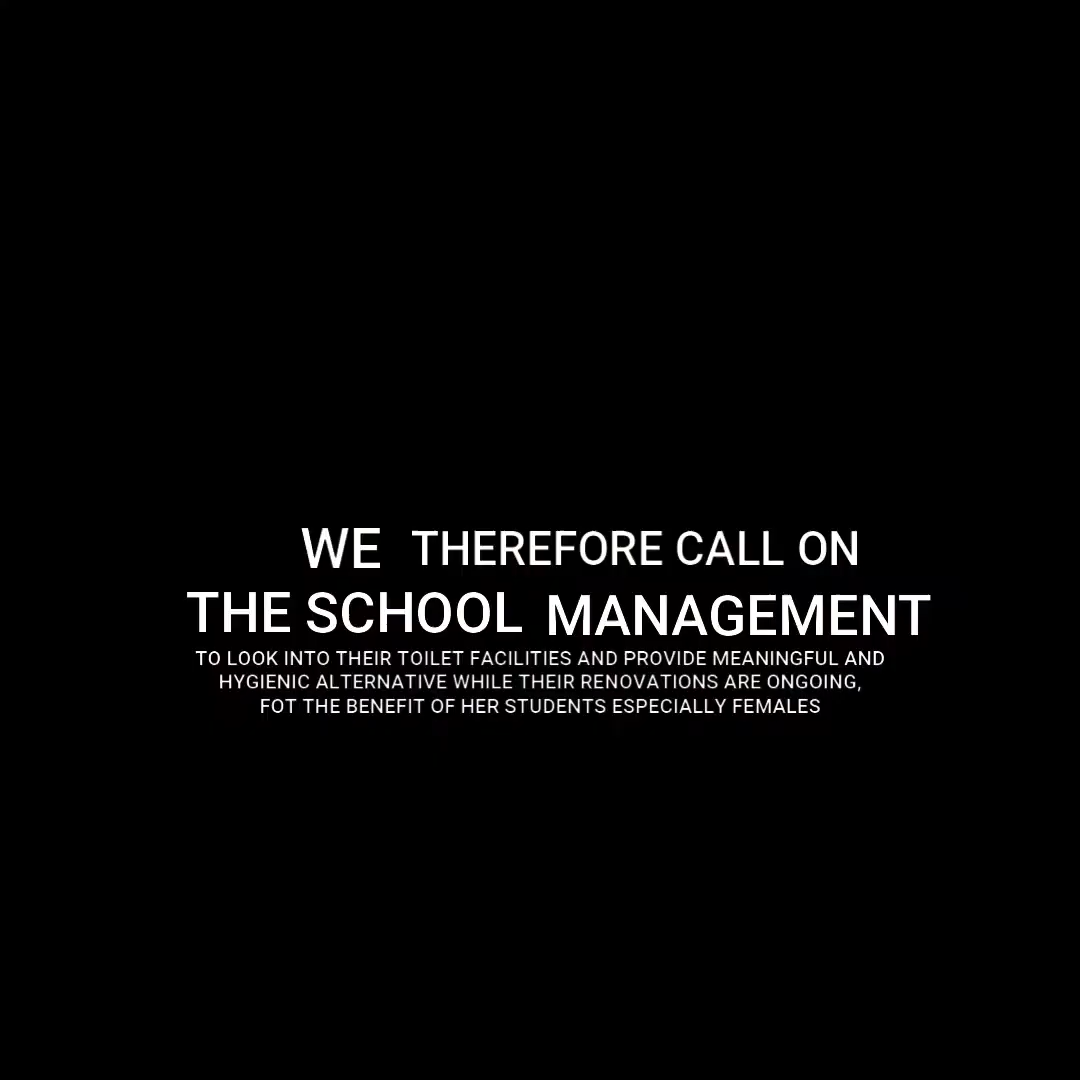 WE THEREFORE CALL ON
THE SCHOOL MANAGEMENT
TO LOOK INTO THEIR TOILET FACILITIES AND PROVIDE MEANINGFUL AND
HYGIENIC ALTERNATIVE WHILE THEIR RENOVATIONS ARE ONGOING,
FOT THE BENEFIT OF HER STUDENTS ESPECIALLY FEMALES